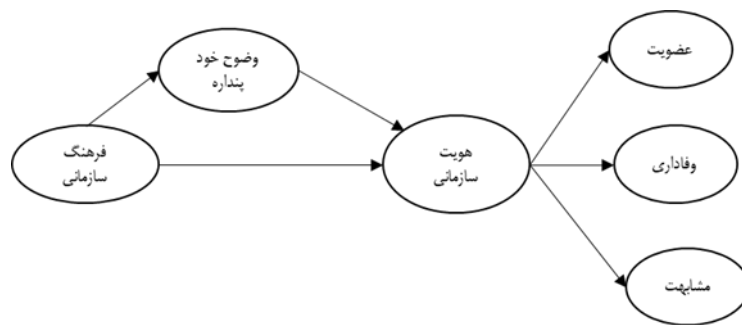 وضوح خود
پنداره
عضویت
فرهنگ
سازمانی
هویت
سازمانی
وفاداری
مشابهت